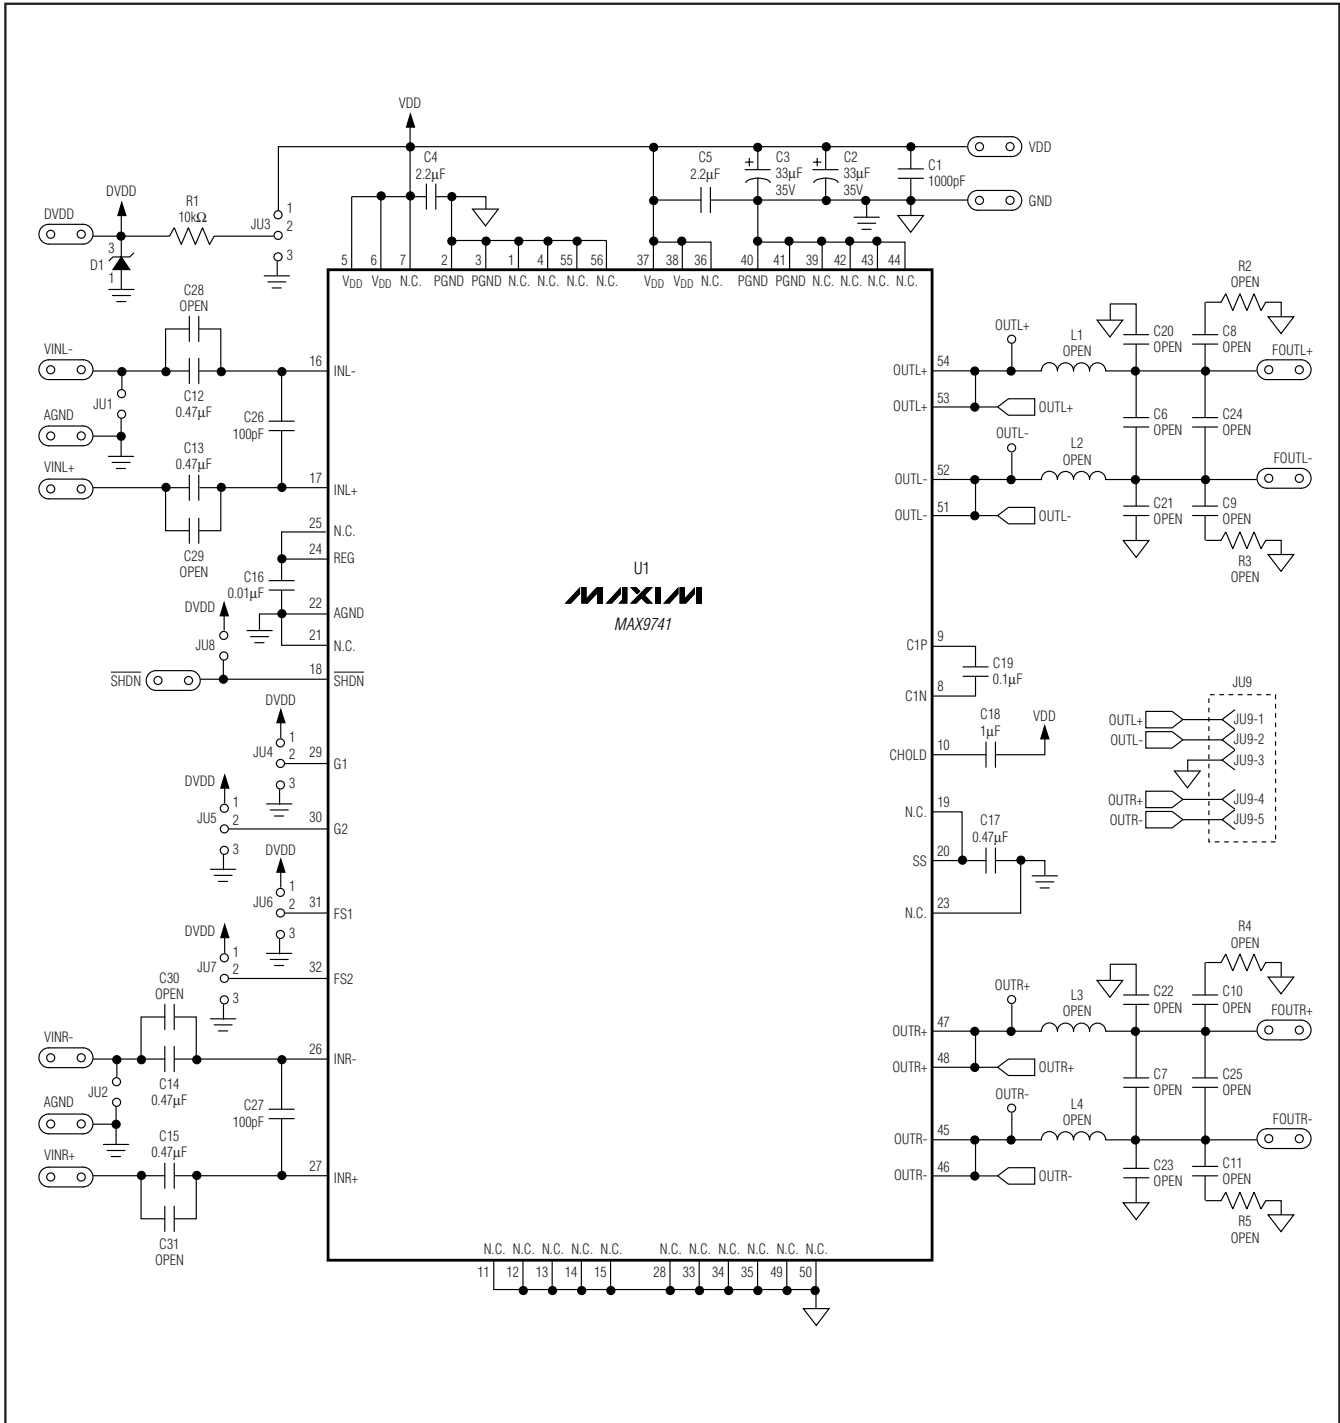 VDD
C4
2.2µF
C5
2.2µF
C3
33µF
35V
C2
33µF
35V
C1
1000pF
VDD
GND
DVDD
DVDD
R1
10kΩ
JU3
1
2
3
D1
3
1
5
6
7
2
3
1
4
55
56
37
38
36
40
41
39
42
43
44
VDD
VDD
N.C.
PGND
PGND
N.C.
N.C.
N.C.
N.C.
VDD
VDD
N.C.
PGND
PGND
N.C.
N.C.
N.C.
N.C.
C28
OPEN
VINL-
C12
0.47µF
JU1
AGND
C26
100pF
C13
0.47µF
VINL+
C29
OPEN
16
INL-
17
INL+
25
N.C.
24
REG
C16
0.01µF
22
AGND
21
N.C.
DVDD
JU8
SHDN
18
SHDN
DVDD
JU4
1
2
3
29
G1
DVDD
JU5
1
2
3
30
G2
DVDD
JU6
1
2
3
31
FS1
DVDD
JU7
1
2
3
32
FS2
C30
OPEN
VINR-
C14
0.47µF
JU2
AGND
C27
100pF
C15
0.47µF
VINR+
C31
OPEN
26
INR-
27
INR+
U1
MAXIM
MAX9741
R2
OPEN
OUTL+
L1
OPEN
C20
OPEN
C8
OPEN
FOUTL+
54
OUTL+
53
OUTL+
OUTL+
C6
OPEN
C24
OPEN
OUTL-
L2
OPEN
FOUTL-
52
OUTL-
51
OUTL-
OUTL-
C21
OPEN
C9
OPEN
R3
OPEN
9
C1P
C19
0.1µF
8
C1N
C18
1µF
VDD
10
CHOLD
19
N.C.
C17
0.47µF
20
SS
23
N.C.
JU9
OUTL+
JU9-1
OUTL-
JU9-2
JU9-3
OUTR+
JU9-4
OUTR-
JU9-5
R4
OPEN
OUTR+
L3
OPEN
C22
OPEN
C10
OPEN
FOUTR+
47
OUTR+
48
OUTR+
OUTR+
C7
OPEN
C25
OPEN
OUTR-
L4
OPEN
FOUTR-
45
OUTR-
46
OUTR-
OUTR-
C23
OPEN
C11
OPEN
R5
OPEN
N.C. N.C. N.C. N.C. N.C.
N.C. N.C. N.C. N.C. N.C. N.C.
11 12 13 14 15
28 33 34 35 49 50